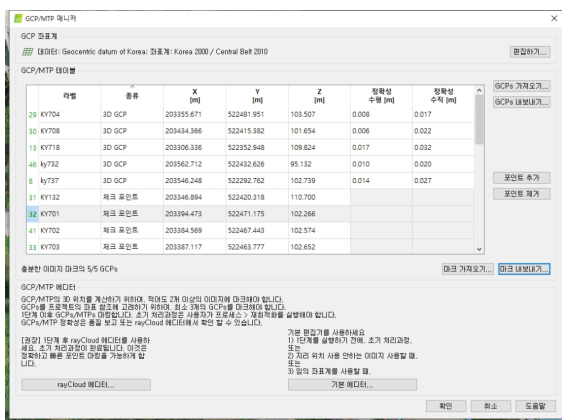 GCP/MTP 매니저
GCP 좌표계
데이터: Geocentric datum of Korea; 좌표계: Korea 2000 / Central Belt 2010
편집하기...
GCP/MTP 테이블
라벨 종류 X [m] Y [m] Z [m] 정확성 수평 [m] 정확성 수직 [m]
29 KY704 3D GCP 203355.671 522481.951 103.507 0.008 0.017
30 KY708 3D GCP 203434.366 522415.382 101.654 0.006 0.022
13 KY718 3D GCP 203306.336 522352.948 109.824 0.017 0.032
46 ky732 3D GCP 203562.712 522432.626 95.132 0.010 0.020
8 ky737 3D GCP 203546.248 522292.762 102.739 0.014 0.027
31 KY132 체크 포인트 203346.894 522420.318 110.700
32 KY701 체크 포인트 203394.473 522471.175 102.266
41 KY702 체크 포인트 203384.569 522467.443 102.574
33 KY703 체크 포인트 203387.117 522463.777 102.652
GCPs 가져오기...
GCPs 내보내기...
포인트 추가
포인트 제거
충분한 이미지 마크의 5/5 GCPs
마크 가져오기...
마크 내보내기...
GCP/MTP 에디터
GCP/MTP의 3D 위치를 계산하기 위하여, 적어도 2개 이상의 이미지에 마크해야 합니다.
GCPs를 프로젝트의 좌표 참조에 고려하기 위하여, 최소 3개의 GCPs를 마크해야 합니다.
1단계 이후 GCPs/MTPs 마킹합니다. 초기 처리과정은 사용자가 프로세스 > 재최적화를 실행해야 합니다.
GCPs/MTP 정확성은 품질 보고 또는 rayCloud 에디터에서 확인 할 수 있습니다.
[권장] 1단계 후 rayCloud 에디터를 사용하
세요. 초기 처리과정이 완료됩니다. 이것은
정확하고 빠른 포인트 마킹을 가능하게 합
니다.
rayCloud 에디터...
기본 편집기를 사용하세요
1) 1단계를 실행하기 전에, 초기 처리과정.
또는
2) 지리 위치 사용 안하는 이미지 사용할 때.
또는
3) 임의 좌표계를 사용할 때.
기본 에디터...
확인
취소
도움말